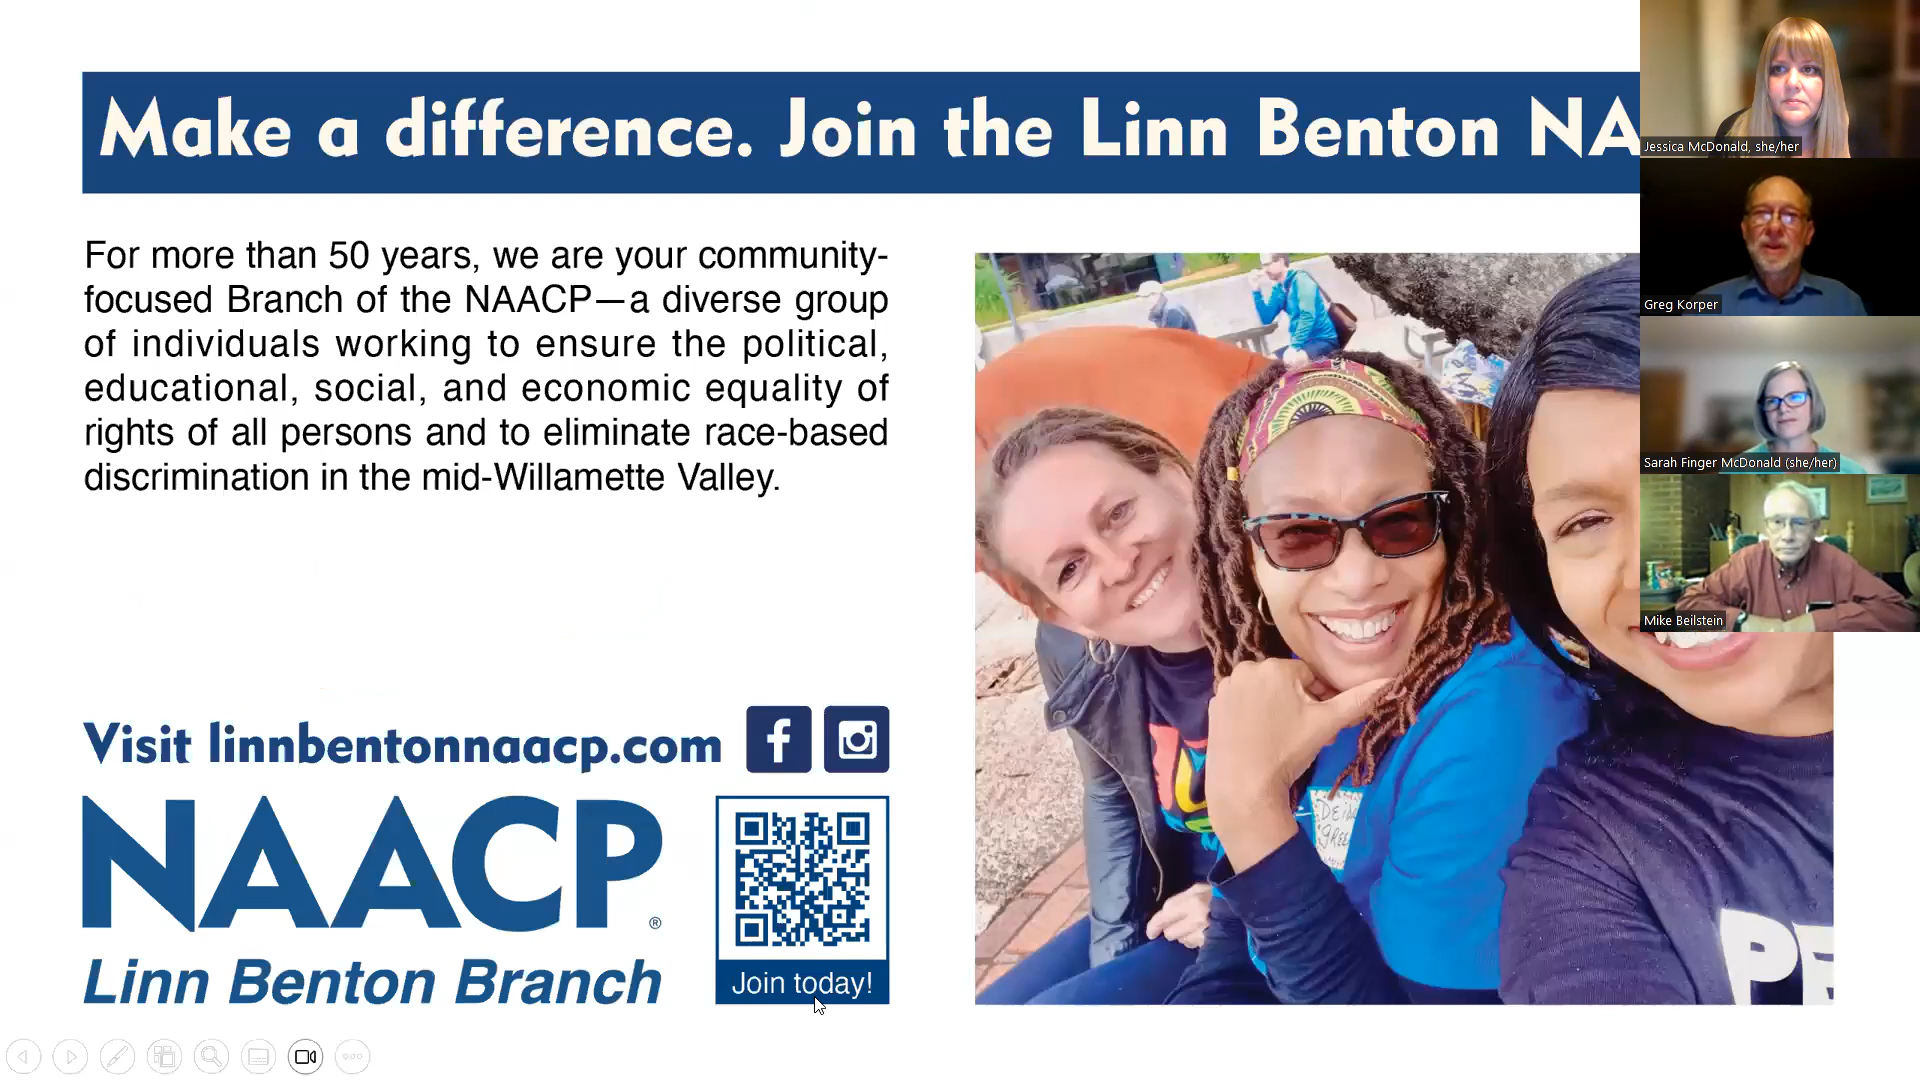 Make a difference. Join the Linn Benton NA
For more than 50 years, we are your community-
focused Branch of the NAACP—a diverse group
of individuals working to ensure the political,
educational, social, and economic equality of
rights of all persons and to eliminate race-based
discrimination in the mid-Willamette Valley.
Visit linnbentonnaacp.com
NAACP®
Linn Benton Branch
Join today!
Jessica McDonald, she/her
Greg Korper
Sarah Finger McDonald (she/her)
Mike Beilstein